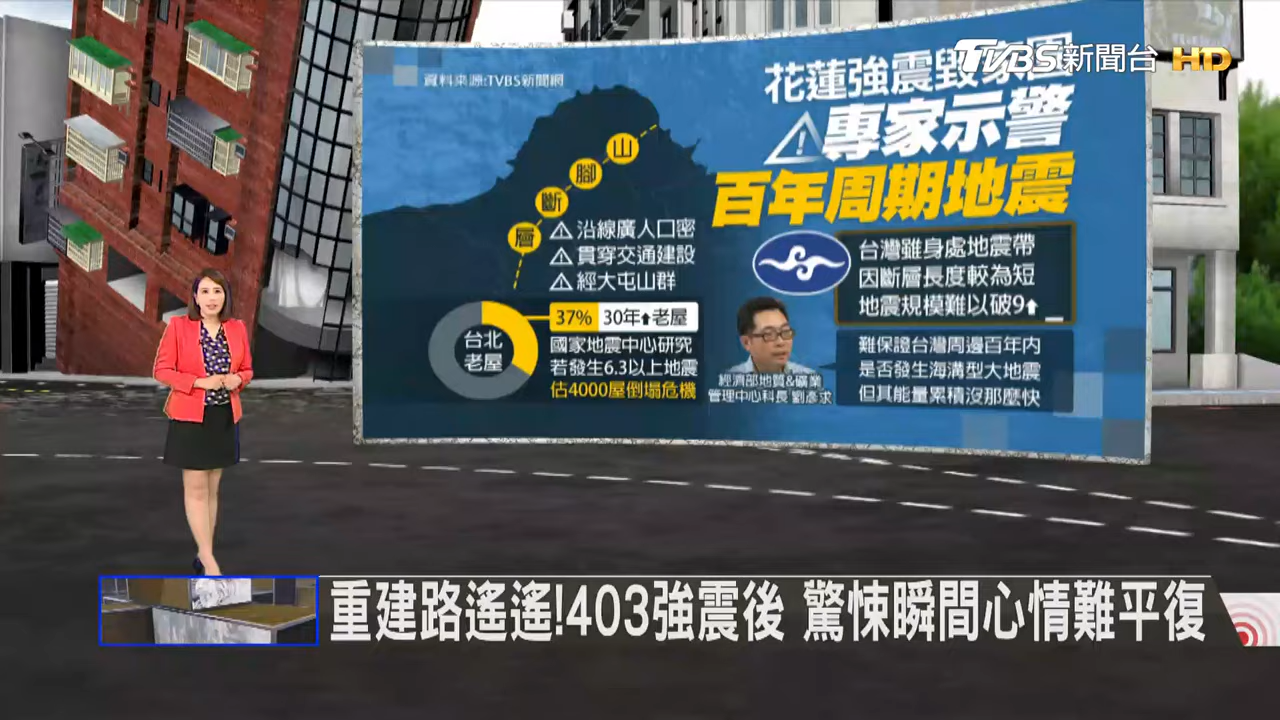 TVBS新聞台 HD
資料來源:TVBS新聞網
花蓮強震毀家園
專家示警
百年周期地震
山
腳
斷
層
沿線廣人口密
貫穿交通建設
經大屯山群
台北
老屋
37% 30年⬆老屋
國家地震中心研究
若發生6.3以上地震
估4000屋倒塌危機
台灣雖身處地震帶
因斷層長度較為短
地震規模難以破9⬆
經濟部地質&礦業
管理中心科長 劉彥求
難保證台灣周邊百年內
是否發生海溝型大地震
但其能量累積沒那麼快
重建路遙遙!403強震後 驚悚瞬間心情難平復